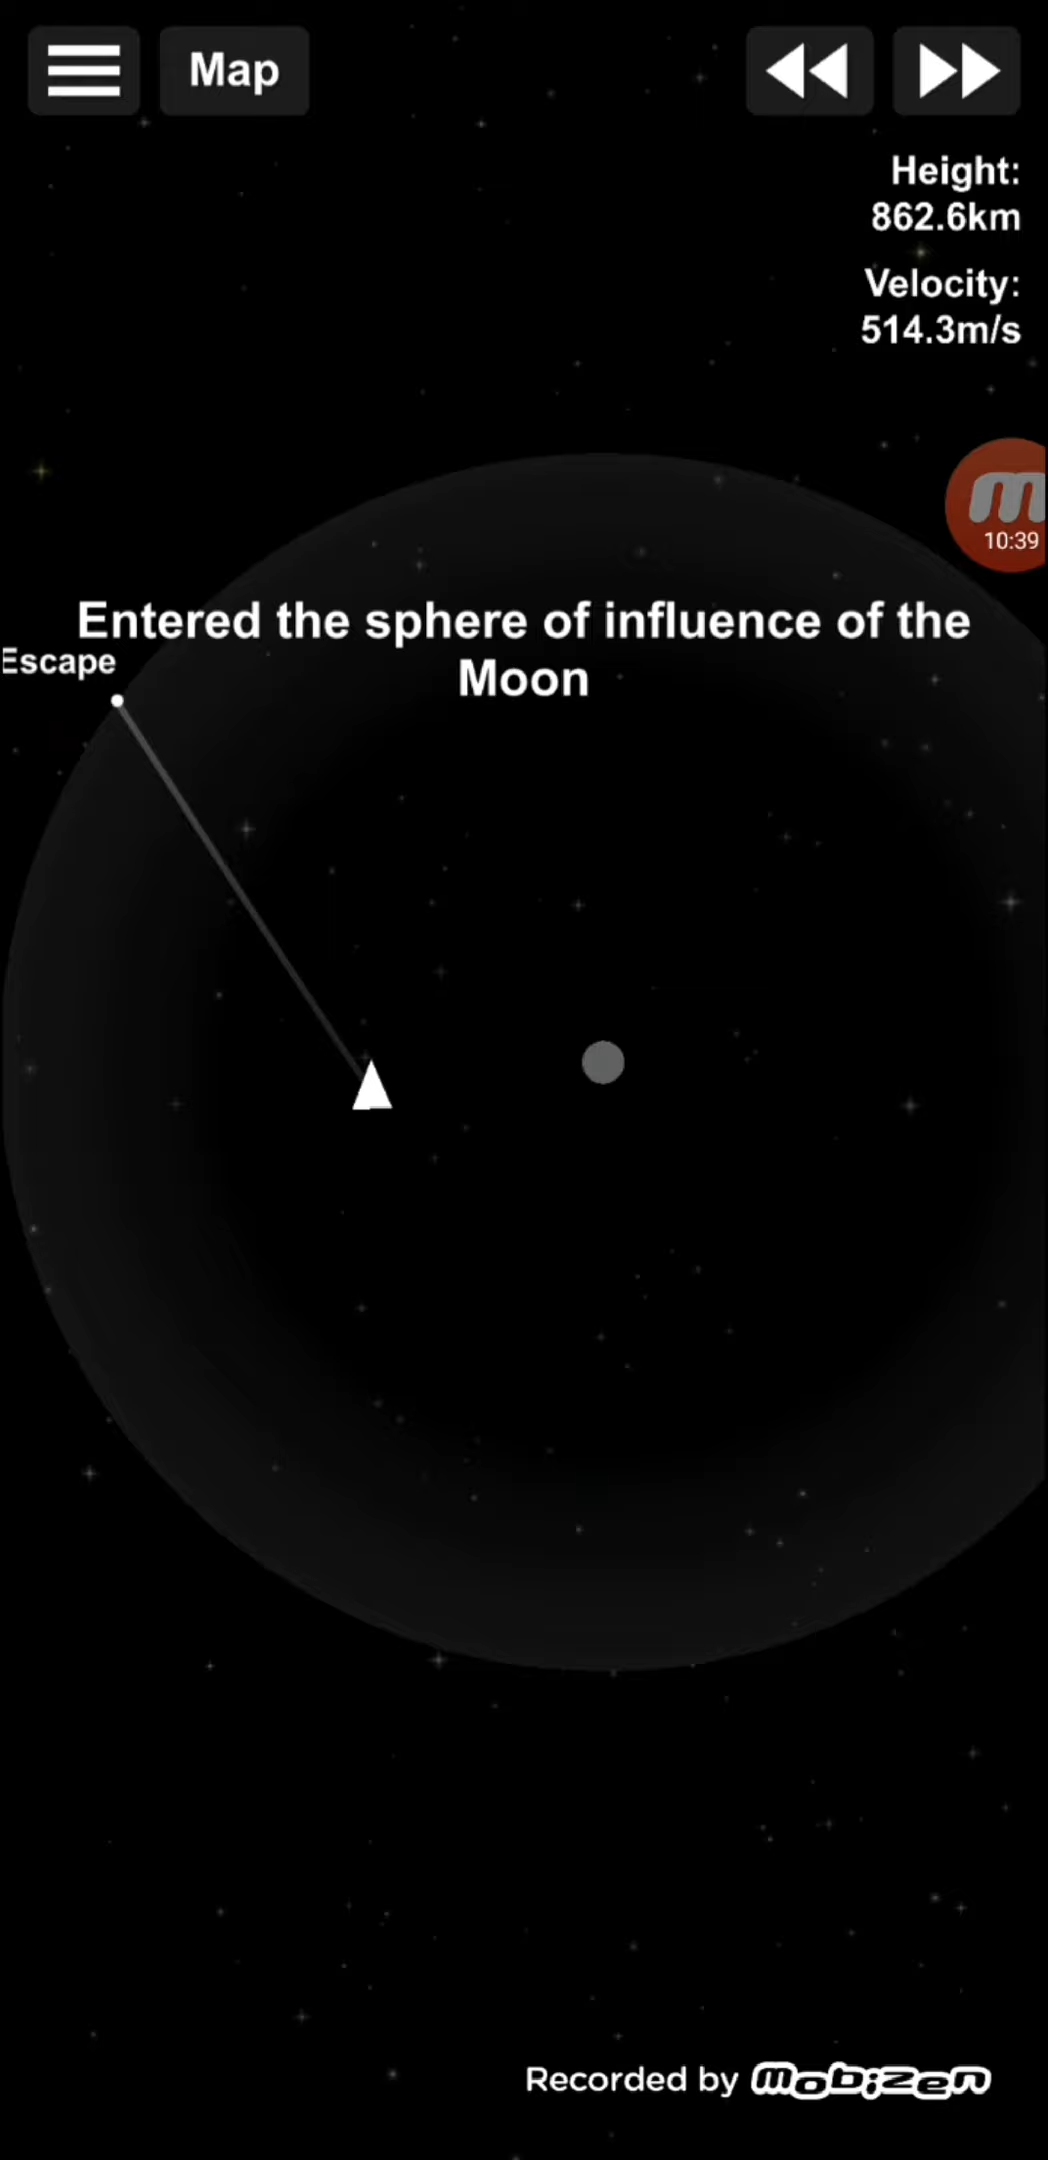 Map
Height:
862.6km
Velocity:
514.3m/s
m
10:39
Entered the sphere of influence of the
Moon
Escape
Recorded by mobizen